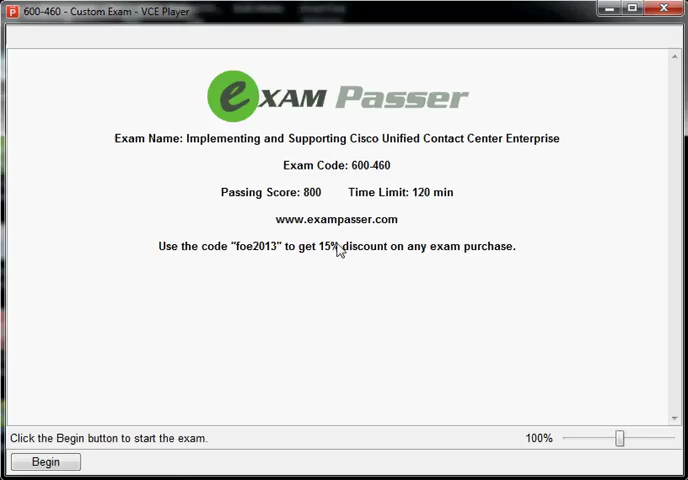 600-460 - Custom Exam - VCE Player
eXAM Passer
Exam Name: Implementing and Supporting Cisco Unified Contact Center Enterprise
Exam Code: 600-460
Passing Score: 800 Time Limit: 120 min
www.exampasser.com
Use the code "foe2013" to get 15% discount on any exam purchase.
Click the Begin button to start the exam. 100%
Begin